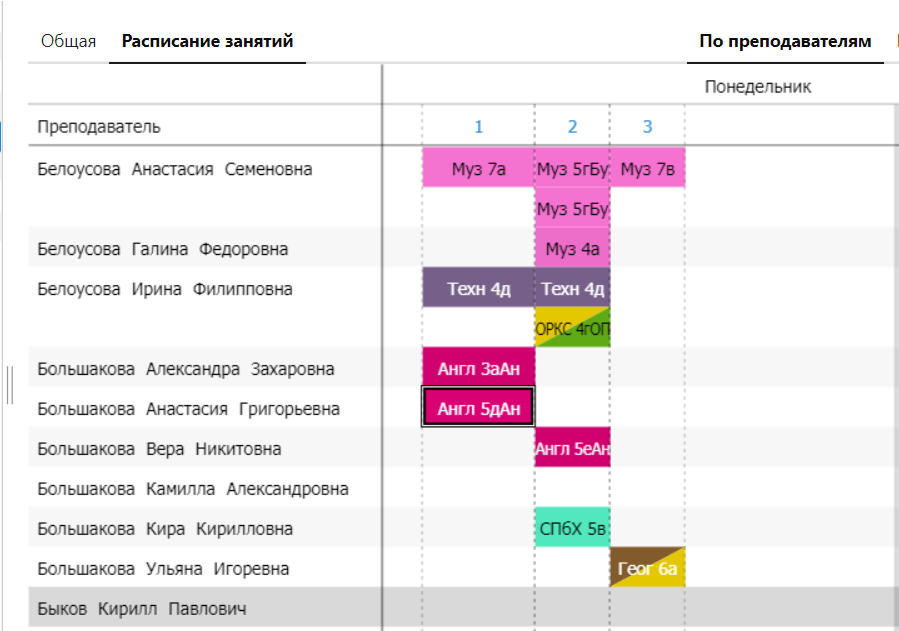 Общая Расписание занятий По преподавателям
Понедельник
Преподаватель 1 2 3
Белоусова Анастасия Семеновна Муз 7а Муз 5гБу Муз 7в
Муз 5гБу
Белоусова Галина Федоровна Муз 4а
Белоусова Ирина Филипповна Техн 4д Техн 4д
ОРКС 4гОП
Большакова Александра Захаровна Англ 3аАн
Большакова Анастасия Григорьевна Англ 5дАн
Большакова Вера Никитовна Англ 5еАн
Большакова Камилла Александровна
Большакова Кира Кирилловна СПбХ 5в
Большакова Ульяна Игоревна Геог 6а
Быков Кирилл Павлович